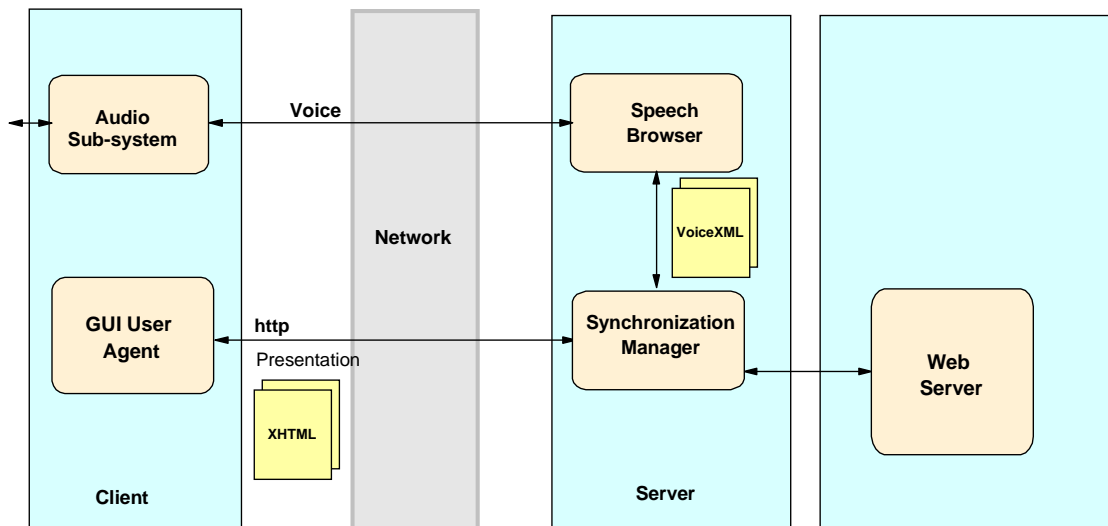 Audio
Sub-system
Voice
Speech
Browser
Network
VoiceXML
GUI User
Agent
http
Presentation
XHTML
Synchronization
Manager
Web
Server
Client
Server